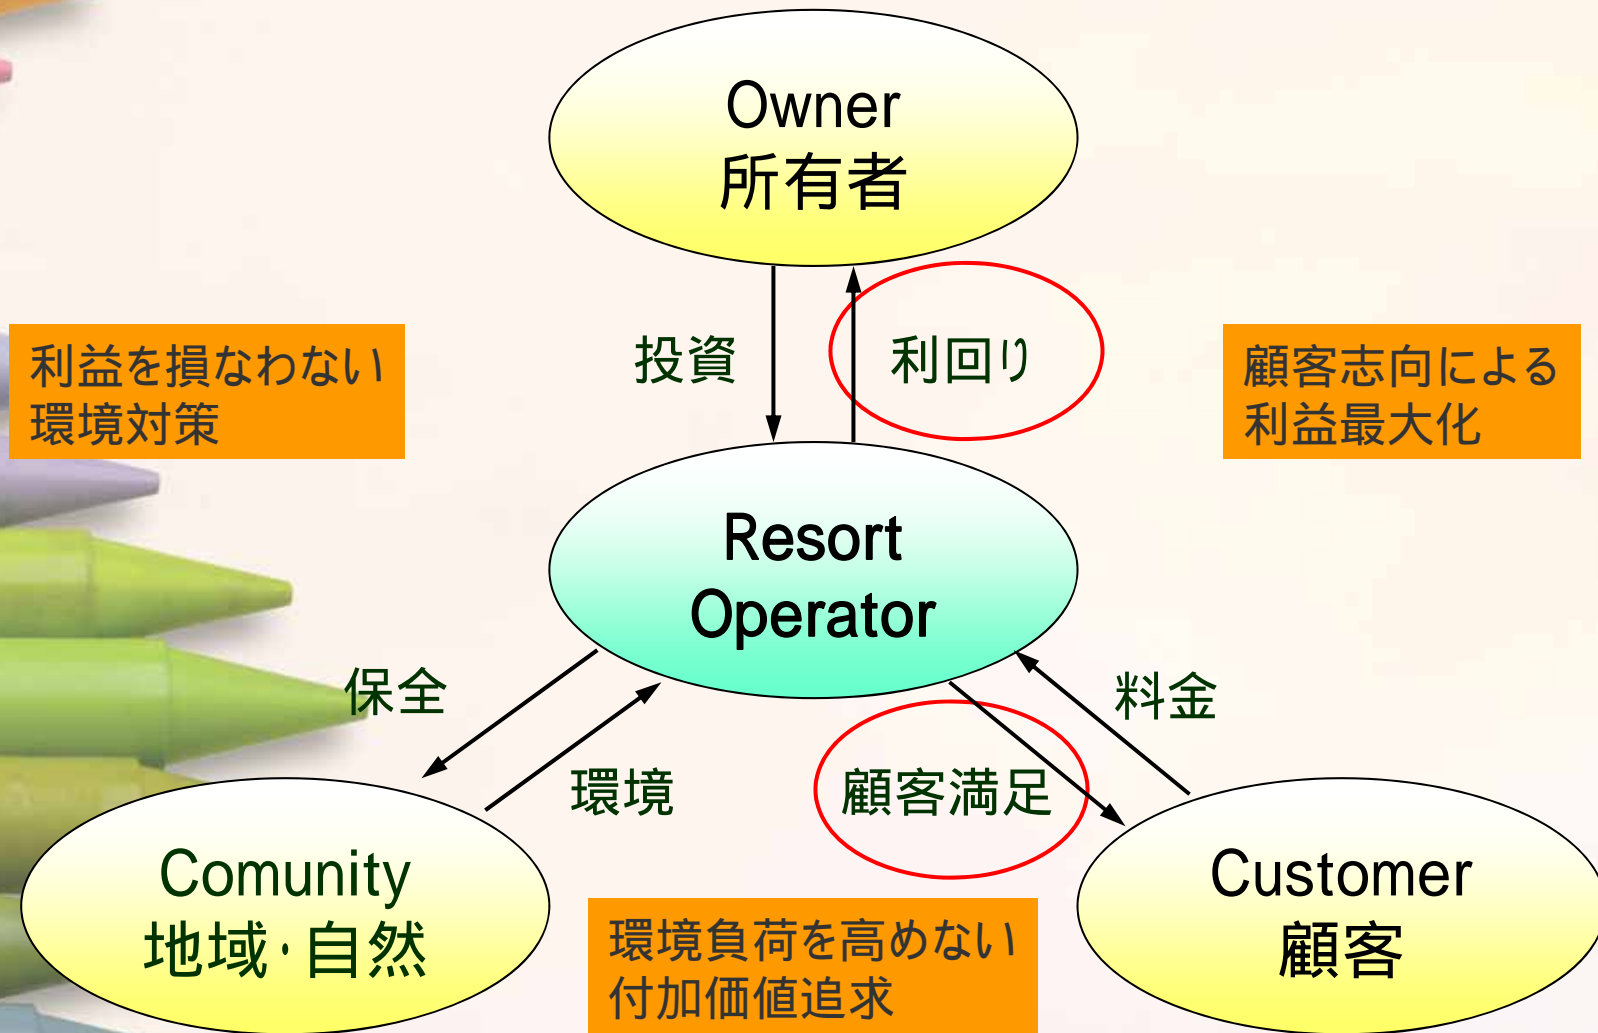 Owner
所有者
投資
利回り
利益を損なわない
環境対策
顧客志向による
利益最大化
Resort
Operator
保全
環境
顧客満足
料金
Comunity
地域・自然
環境負荷を高めない
付加価値追求
Customer
顧客